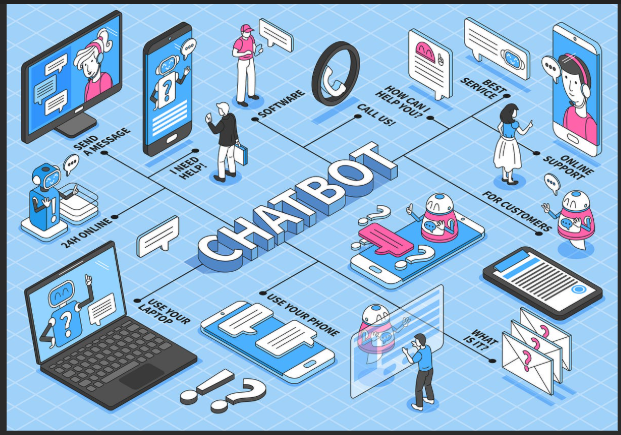 SEND
A MESSAGE
I NEED
HELP!
SOFTWARE
CALL US!
HOW CAN I
HELP YOU?
BEST
SERVICE
ONLINE
SUPPORT
24H ONLINE
CHATBOT
FOR CUSTOMERS
USE YOUR
LAPTOP
USE YOUR PHONE
WHAT
IS IT?
?
?
?
?
?
!
?
?
?
?